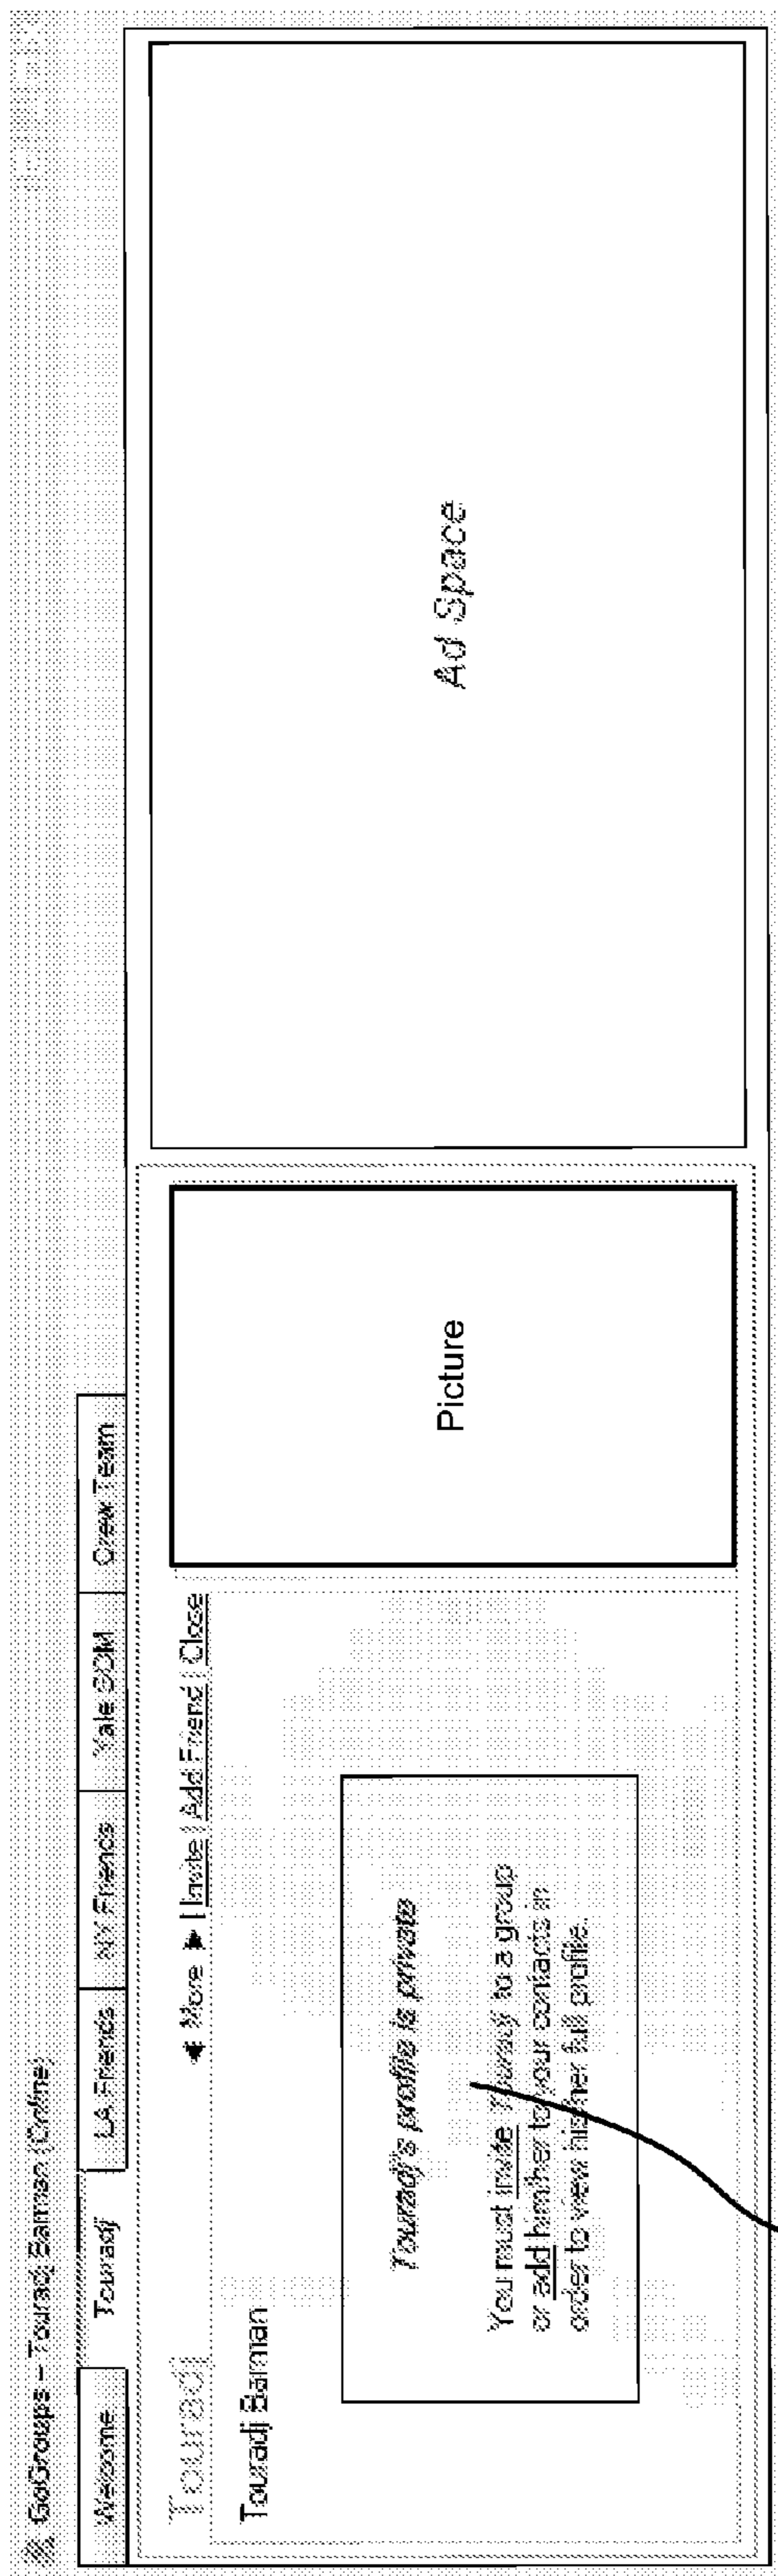 GoGroups – Touradj Barman (Online)
Welcome Touradj LA Friends NY Friends Yale SOM Crew Team
Touradj
◄ More ► | Invite | Add Friend | Close
Touradj Barman
Touradj's profile is private
You must invite Touradj to a group
or add him/her to your contacts in
order to view his/her full profile.
Picture
Ad Space